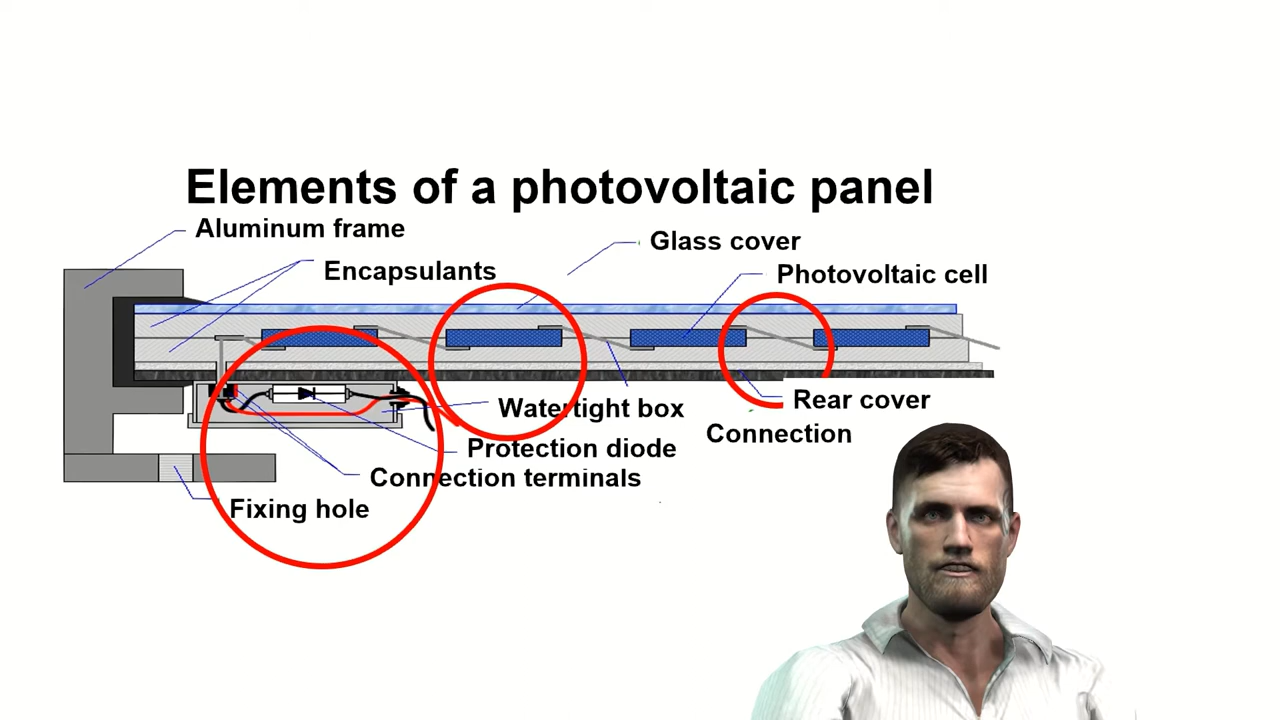 Elements of a photovoltaic panel
Aluminum frame
Glass cover
Encapsulants
Photovoltaic cell
Rear cover
Watertight box
Connection
Protection diode
Connection terminals
Fixing hole